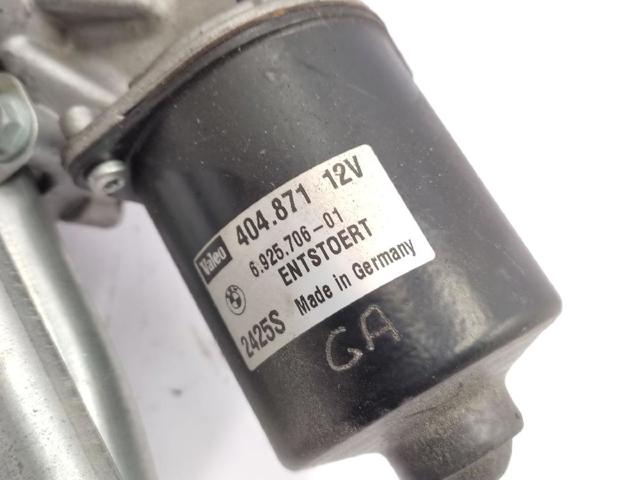 Valeo 404.871 12V
6.925.706-01
ENTSTOERT
2425S Made in Germany
GA